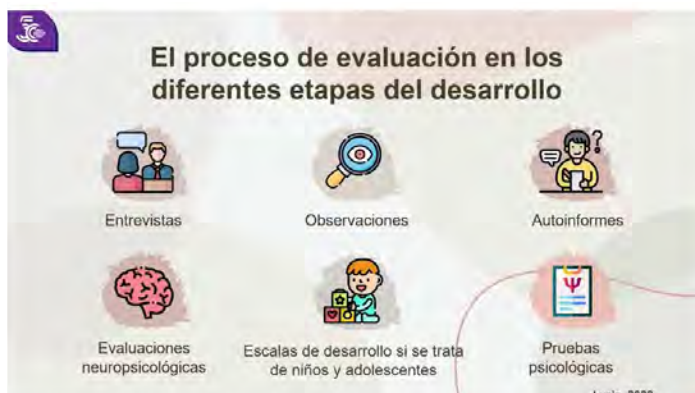 El proceso de evaluación en los
diferentes etapas del desarrollo
Entrevistas
Observaciones
Autoinformes
Evaluaciones
neuropsicológicas
Escalas de desarrollo si se trata
de niños y adolescentes
Pruebas
psicológicas